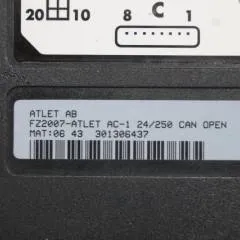 20 10 8 C 1
ATLET AB
FZ2007-ATLET AC-1 24/250 CAN OPEN
MAT:06 43 301306437